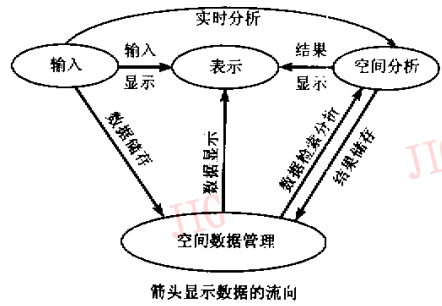 实时分析
输入
输入
显示
表示
结果
显示
空间分析
数据储存
数据显示
数据检索分析
结果储存
JIG
JIG
空间数据管理
箭头显示数据的流向